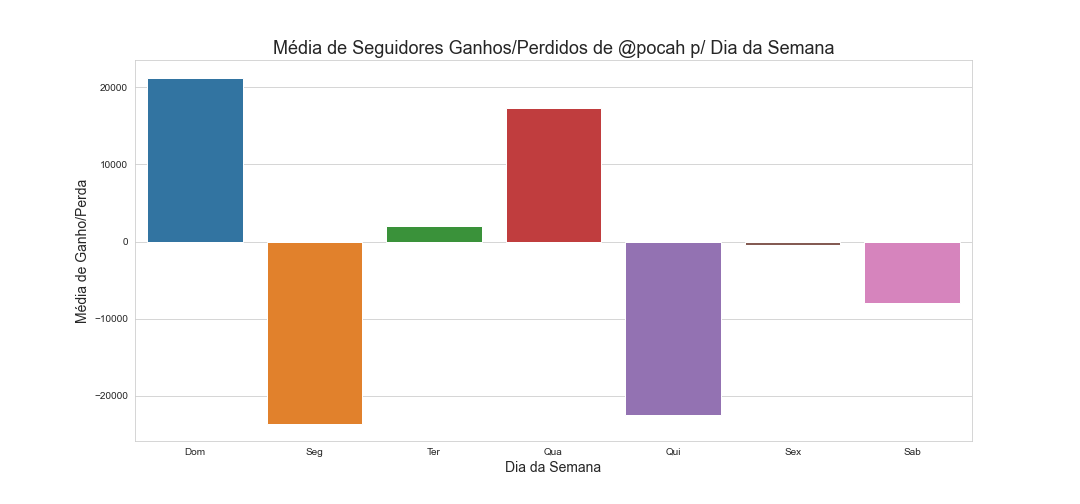 Média de Seguidores Ganhos/Perdidos de @pocah p/ Dia da Semana
Média de Ganho/Perda
20000
10000
0
−10000
−20000
Dom Seg Ter Qua Qui Sex Sab
Dia da Semana